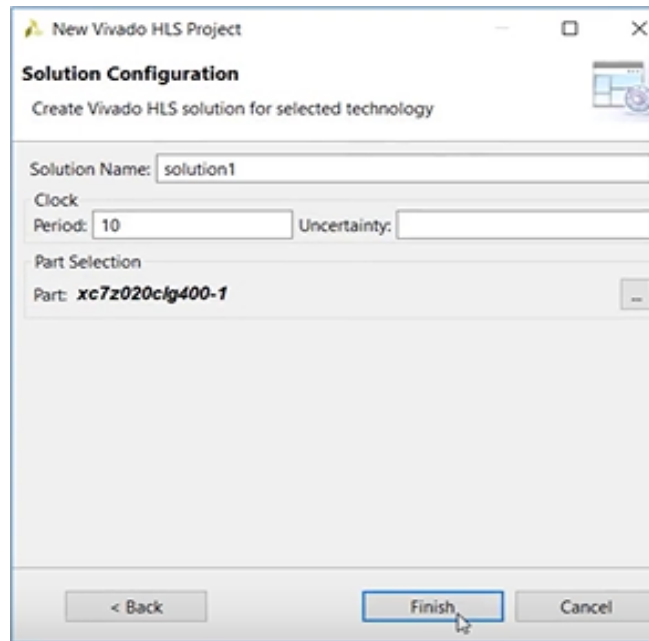 New Vivado HLS Project
Solution Configuration
Create Vivado HLS solution for selected technology
Solution Name: solution1
Clock
Period: 10 Uncertainty:
Part Selection
Part: xc7z020clg400-1
...
< Back Finish Cancel